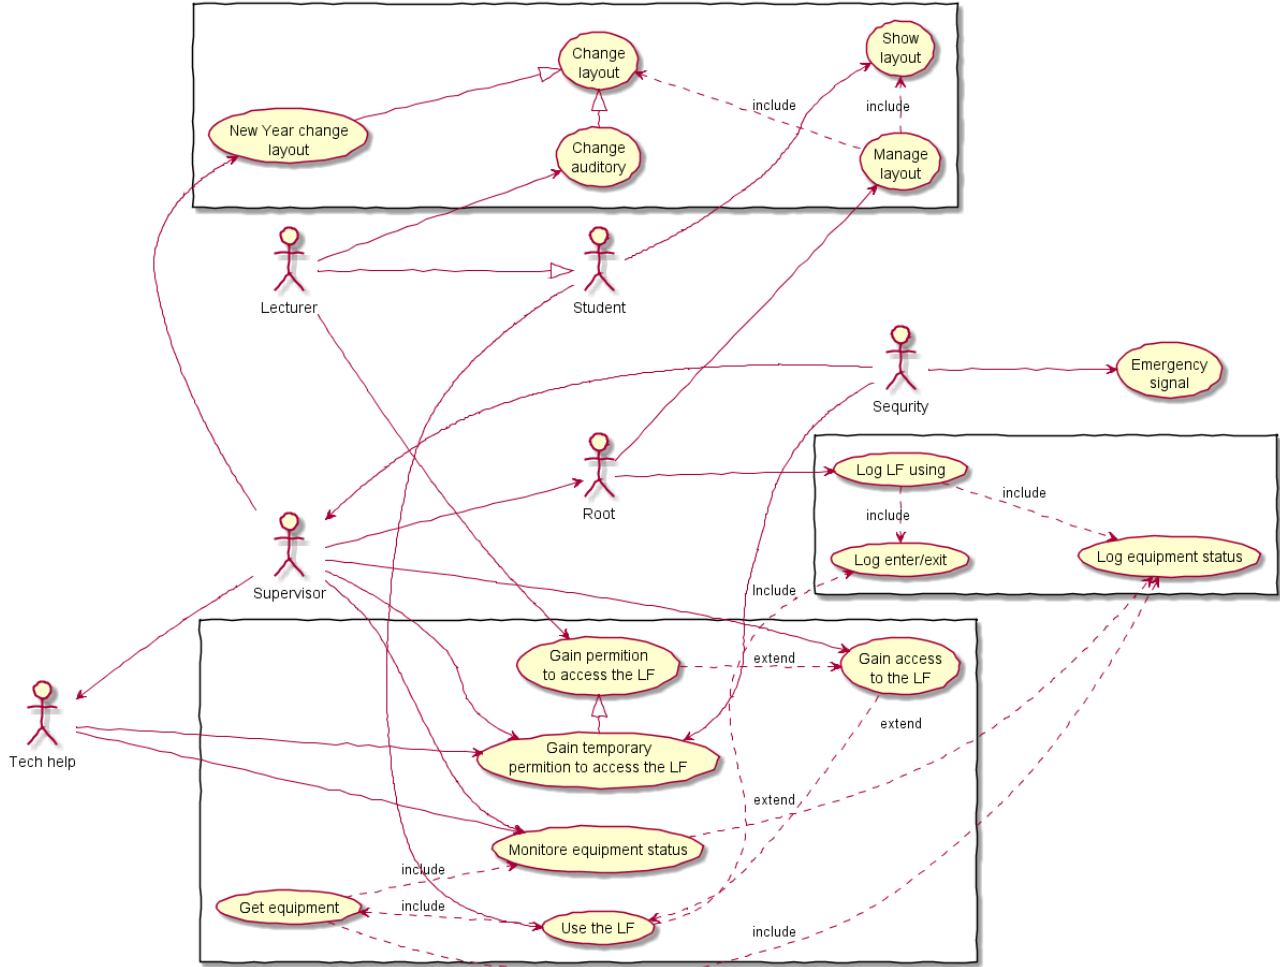 Change
layout
Show
layout
include
include
New Year change
layout
Change
auditory
Manage
layout
Lecturer
Student
Sequrity
Emergency
signal
Root
Log LF using
include
include
Log enter/exit
Log equipment status
Supervisor
Include
Gain permition
to access the LF
extend
Gain access
to the LF
extend
Tech help
Gain temporary
permition to access the LF
extend
Monitore equipment status
include
Get equipment
include
Use the LF
include